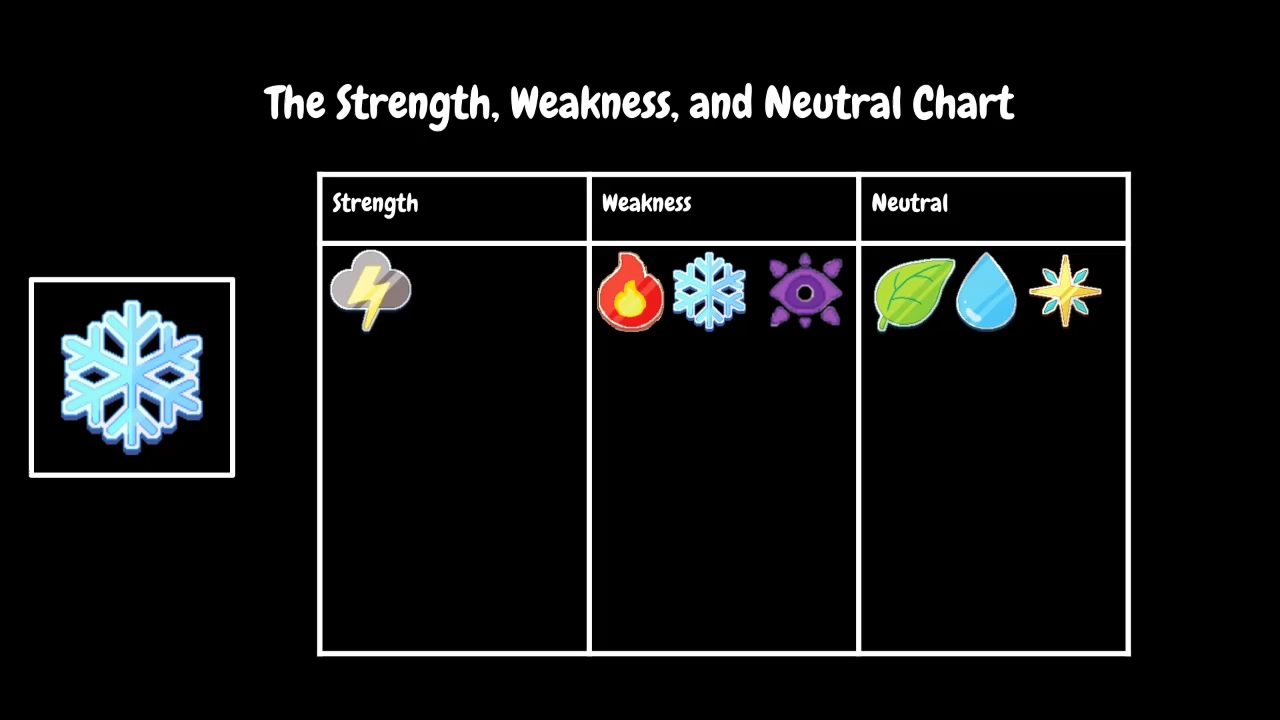 The Strength, Weakness, and Neutral Chart
Strength
Weakness
Neutral